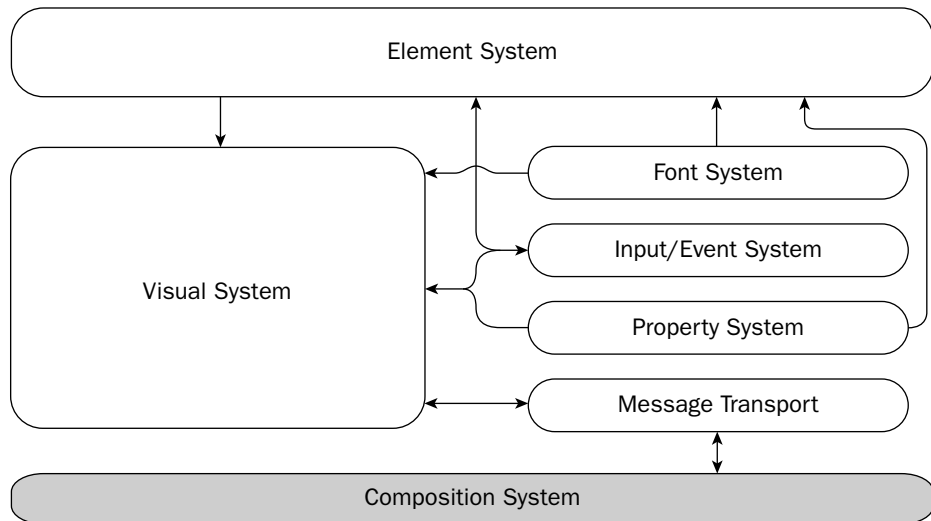 Element System
Font System
Input/Event System
Visual System
Property System
Message Transport
Composition System